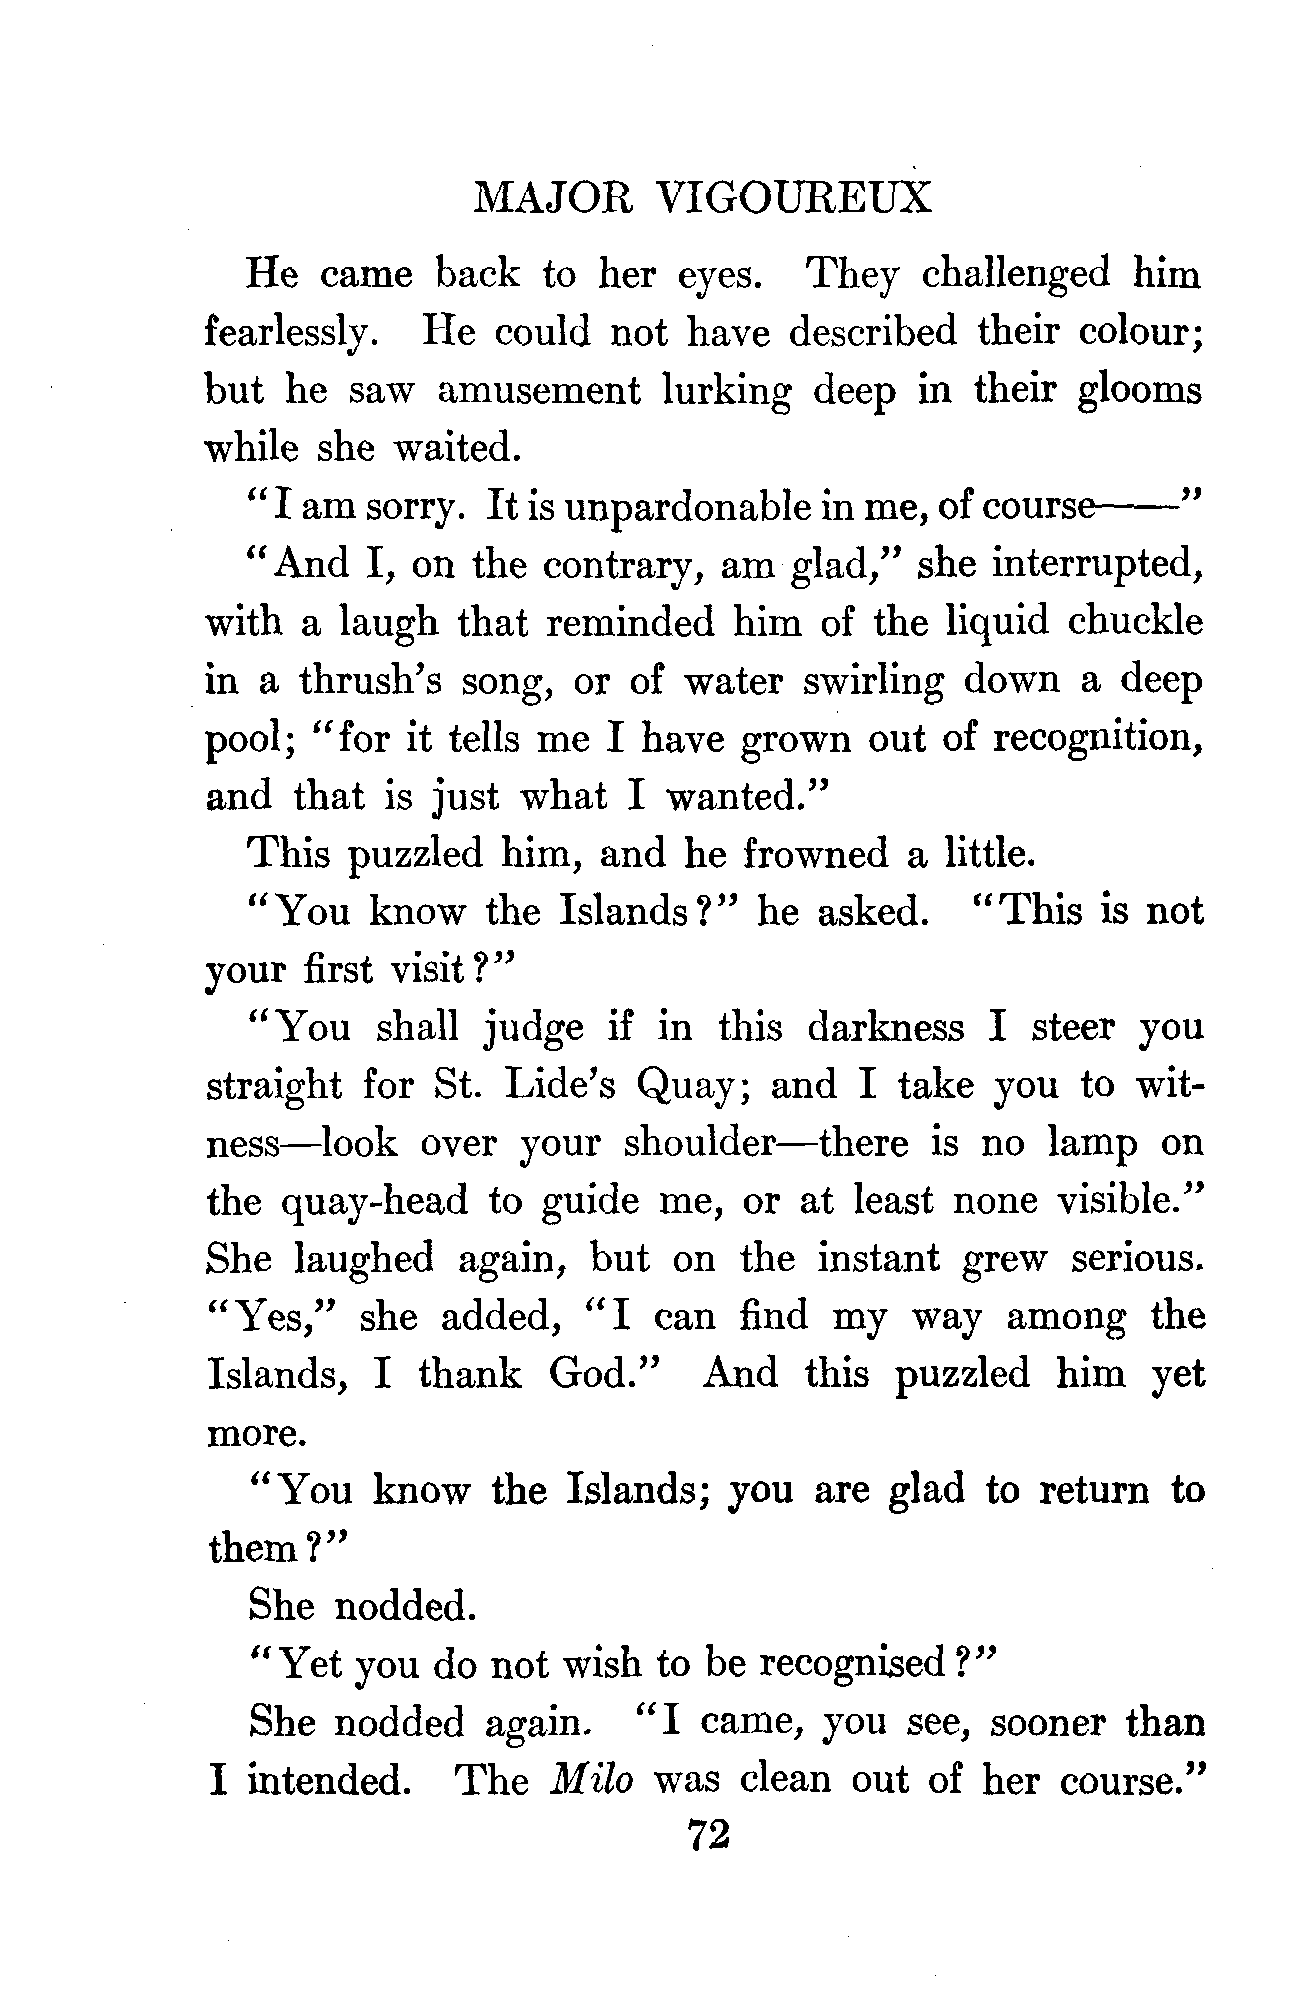 MAJOR VIGOUREUX
He came back to her eyes. They challenged him
fearlessly. He could not have described their colour;
but he saw amusement lurking deep in their glooms
while she waited.
"I am sorry. It is unpardonable in me, of course——"
"And I, on the contrary, am glad," she interrupted,
with a laugh that reminded him of the liquid chuckle
in a thrush's song, or of water swirling down a deep
pool; "for it tells me I have grown out of recognition,
and that is just what I wanted."
This puzzled him, and he frowned a little.
"You know the Islands?" he asked. "This is not
your first visit?"
"You shall judge if in this darkness I steer you
straight for St. Lide's Quay; and I take you to wit-
ness—look over your shoulder—there is no lamp on
the quay-head to guide me, or at least none visible."
She laughed again, but on the instant grew serious.
"Yes," she added, "I can find my way among the
Islands, I thank God." And this puzzled him yet
more.
"You know the Islands; you are glad to return to
them?"
She nodded.
"Yet you do not wish to be recognised?"
She nodded again. "I came, you see, sooner than
I intended. The Milo was clean out of her course."
72